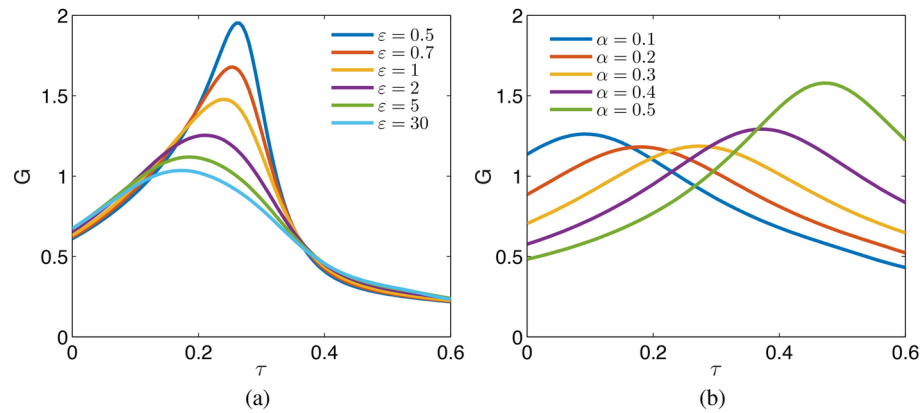 2
1.5
1
0.5
0
G
0
0.2
0.4
0.6
τ
ε = 0.5
ε = 0.7
ε = 1
ε = 2
ε = 5
ε = 30
(a)
2
1.5
1
0.5
0
G
0
0.2
0.4
0.6
τ
α = 0.1
α = 0.2
α = 0.3
α = 0.4
α = 0.5
(b)